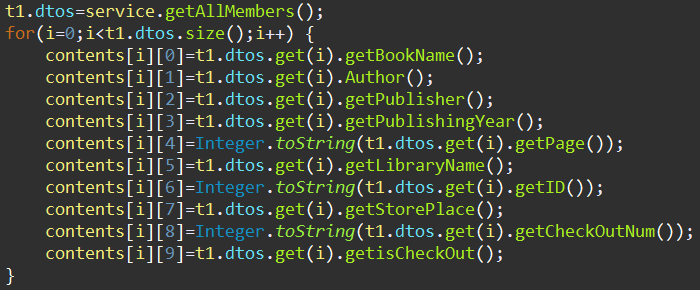 t1.dtos=service.getAllMembers();
for(i=0;i<t1.dtos.size();i++) {
    contents[i][0]=t1.dtos.get(i).getBookName();
    contents[i][1]=t1.dtos.get(i).Author();
    contents[i][2]=t1.dtos.get(i).getPublisher();
    contents[i][3]=t1.dtos.get(i).getPublishingYear();
    contents[i][4]=Integer.toString(t1.dtos.get(i).getPage());
    contents[i][5]=t1.dtos.get(i).getLibraryName();
    contents[i][6]=Integer.toString(t1.dtos.get(i).getID());
    contents[i][7]=t1.dtos.get(i).getStorePlace();
    contents[i][8]=Integer.toString(t1.dtos.get(i).getCheckOutNum());
    contents[i][9]=t1.dtos.get(i).getisCheckOut();
}